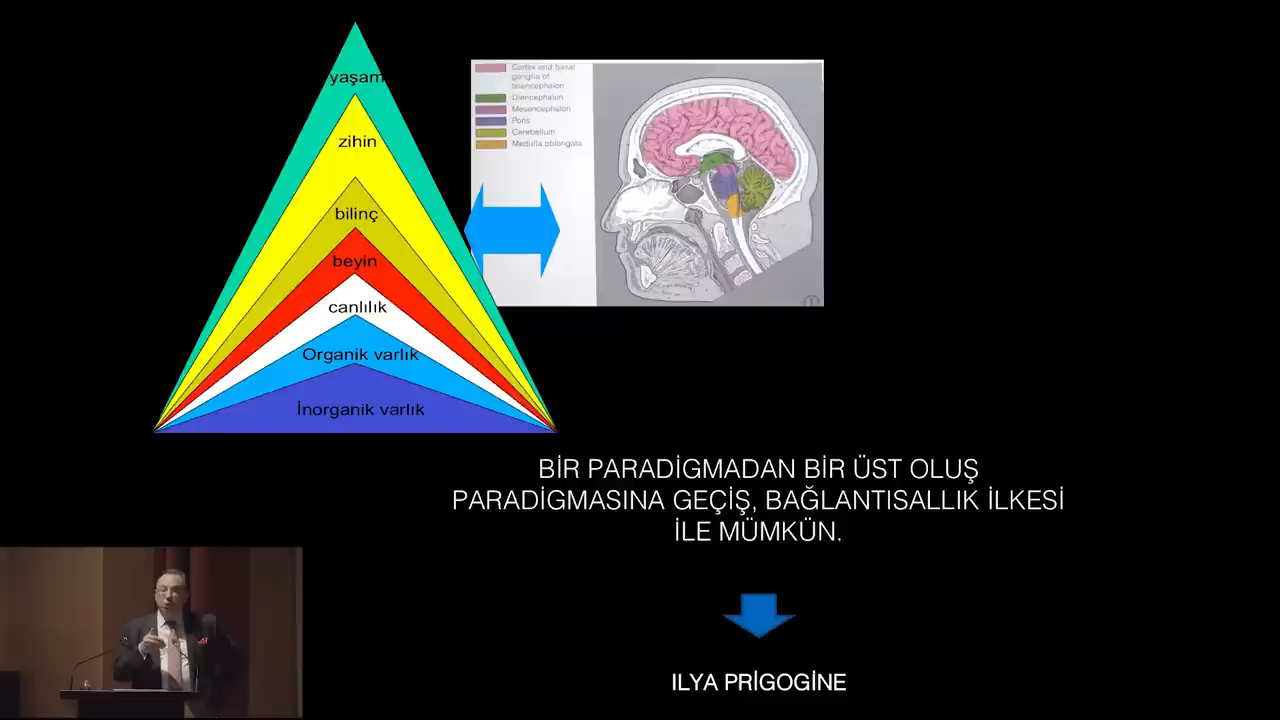 yaşam
zihin
bilinç
beyin
canlılık
Organik varlık
İnorganik varlık
Cortex and basal
ganglia of
telencephalon
Diencephalon
Mesencephalon
Pons
Cerebellum
Medulla oblongata
BİR PARADİGMADAN BİR ÜST OLUŞ
PARADİGMASINA GEÇİŞ, BAĞLANTISALLIK İLKESİ
İLE MÜMKÜN.
ILYA PRİGOGİNE